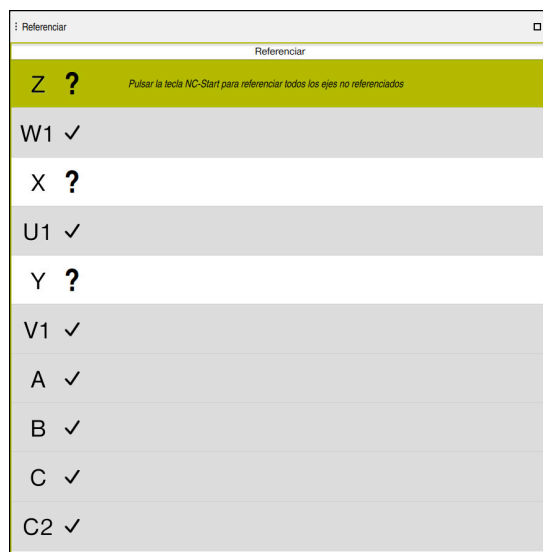 Referenciar
Referenciar
Z ? Pulsar la tecla NC-Start para referenciar todos los ejes no referenciados
W1 ✓
X ?
U1 ✓
Y ?
V1 ✓
A ✓
B ✓
C ✓
C2 ✓